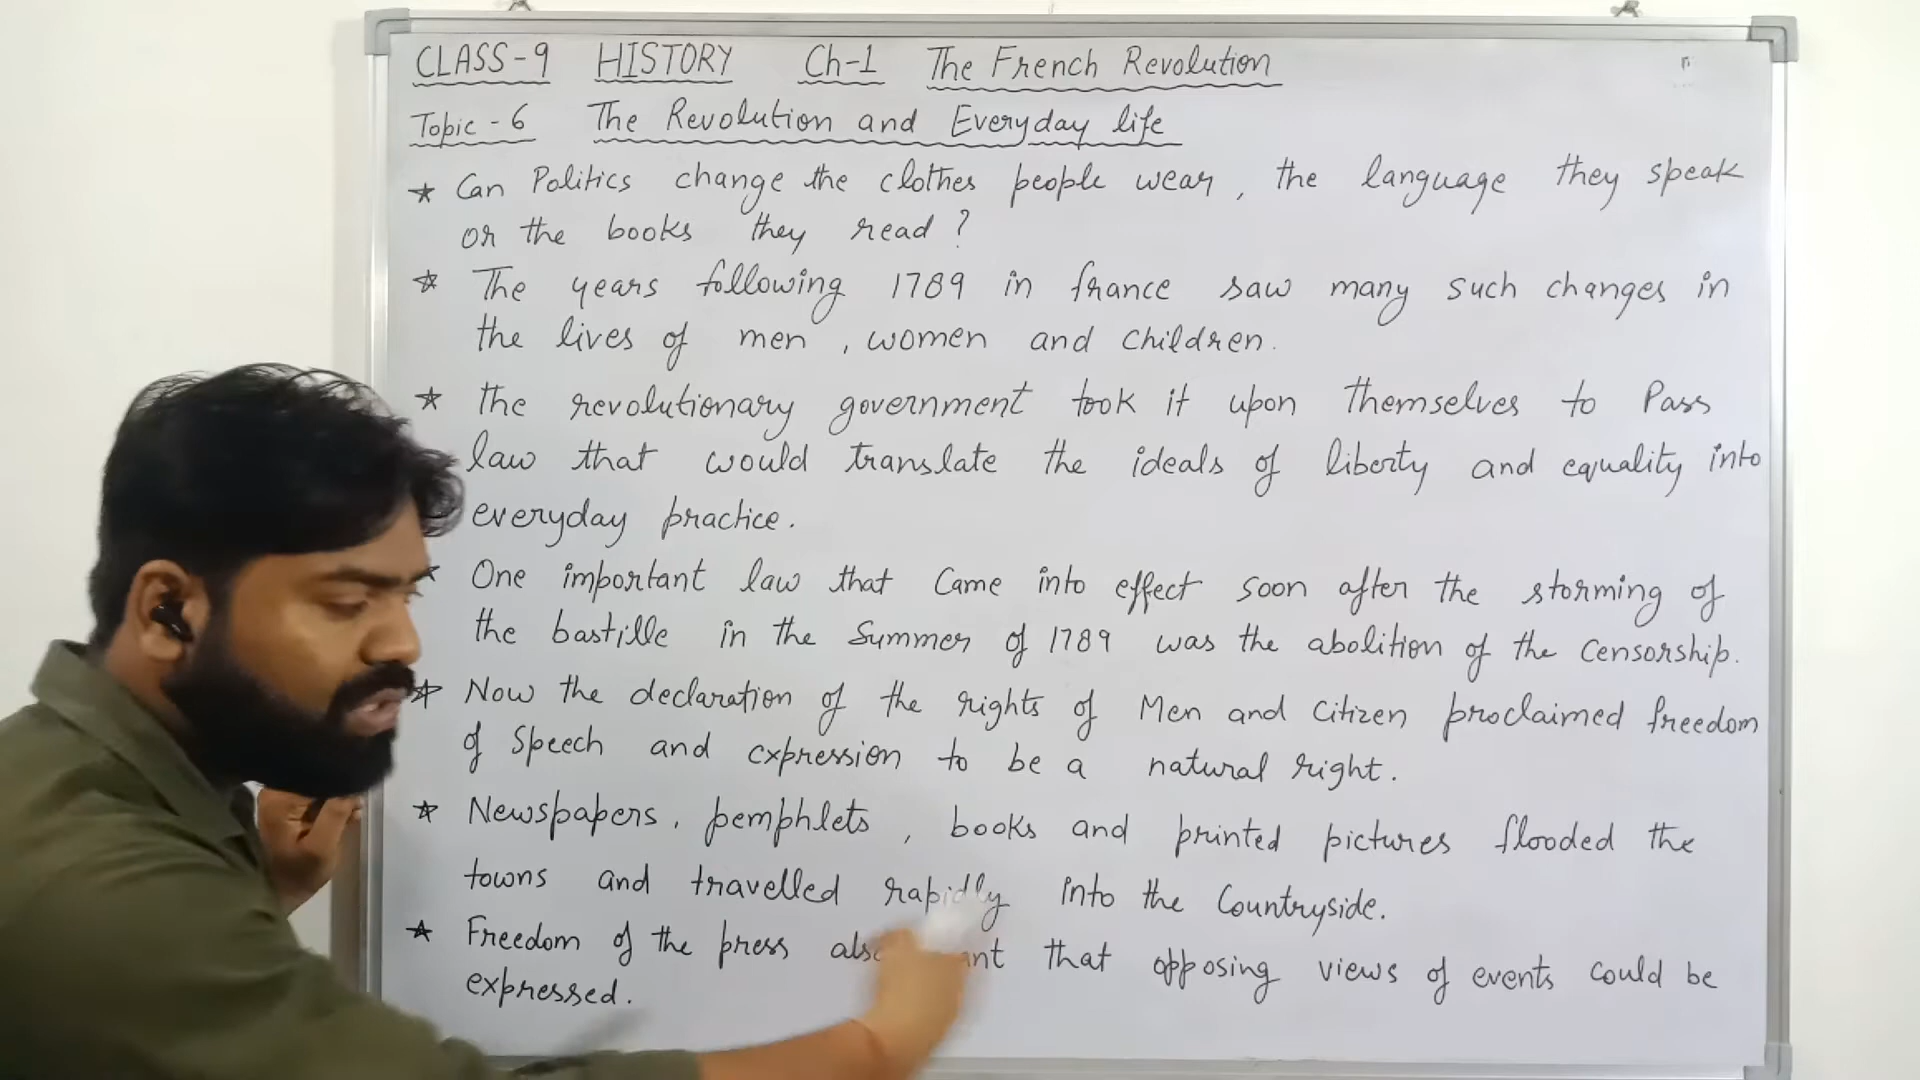 CLASS-9 HISTORY Ch-1 The French Revolution
Topic-6 The Revolution and Everyday life
★ Can Politics change the clothes people wear, the language they speak
or the books they read?
★ The years following 1789 in france saw many such changes in
the lives of men, women and children.
★ the revolutionary government took it upon themselves to Pass
law that would translate the ideals of liberty and equality into
everyday practice.
★ One important law that came into effect soon after the storming of
the bastille in the summer of 1789 was the abolition of the censorship.
★ Now the declaration of the rights of Men and Citizen proclaimed freedom
of speech and expression to be a natural right.
★ Newspapers, pemphlets, books and printed pictures flooded the
towns and travelled rapidly into the Countryside.
★ Freedom of the press that opposing views of events could be
expressed.